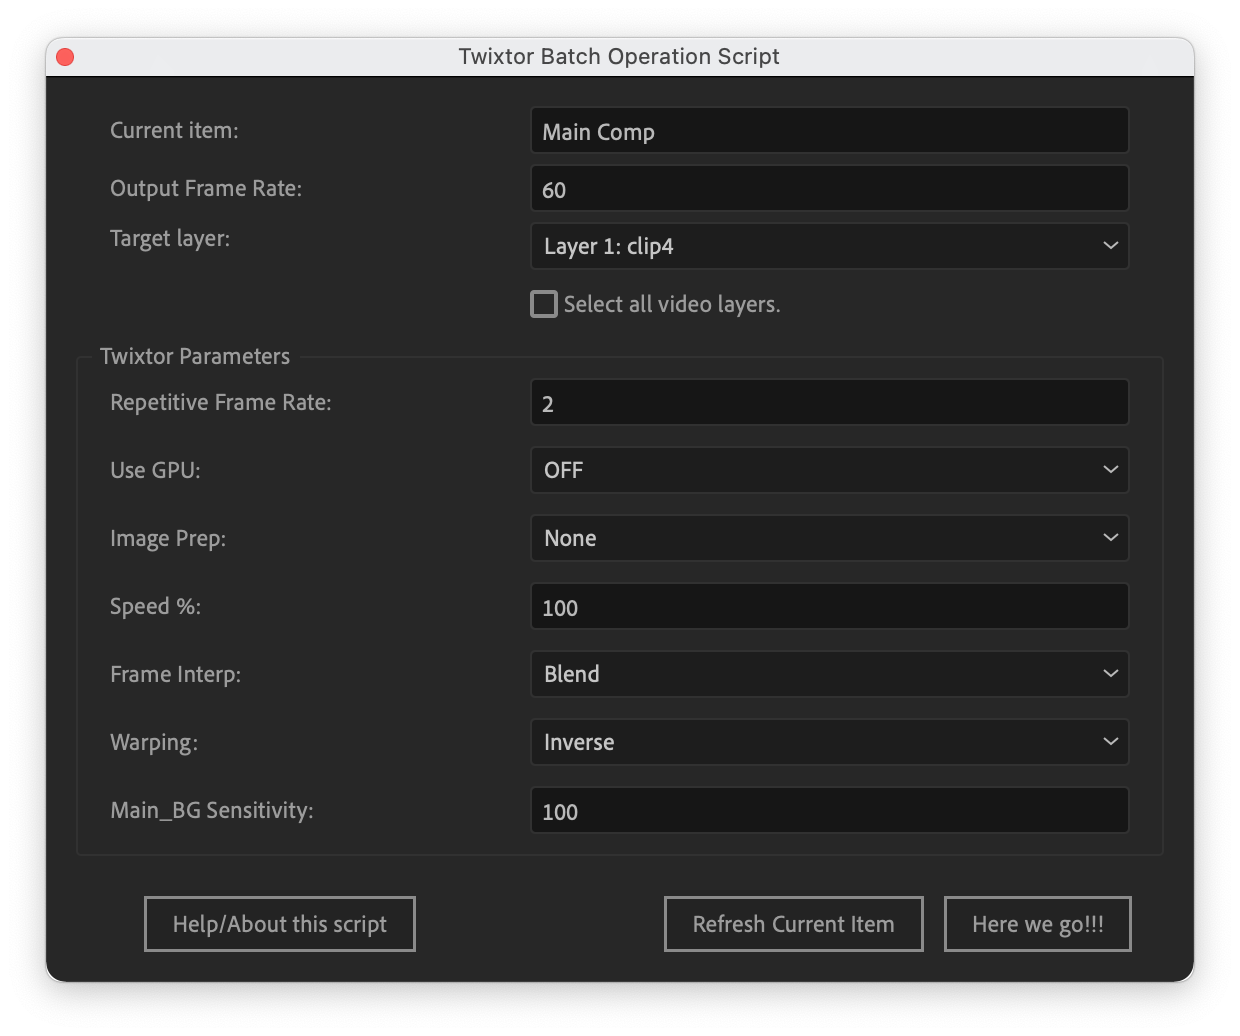 Twixtor Batch Operation Script
Current item:
Main Comp
Output Frame Rate:
60
Target layer:
Layer 1: clip4
Select all video layers.
Twixtor Parameters
Repetitive Frame Rate:
2
Use GPU:
OFF
Image Prep:
None
Speed %:
100
Frame Interp:
Blend
Warping:
Inverse
Main_BG Sensitivity:
100
Help/About this script
Refresh Current Item
Here we go!!!